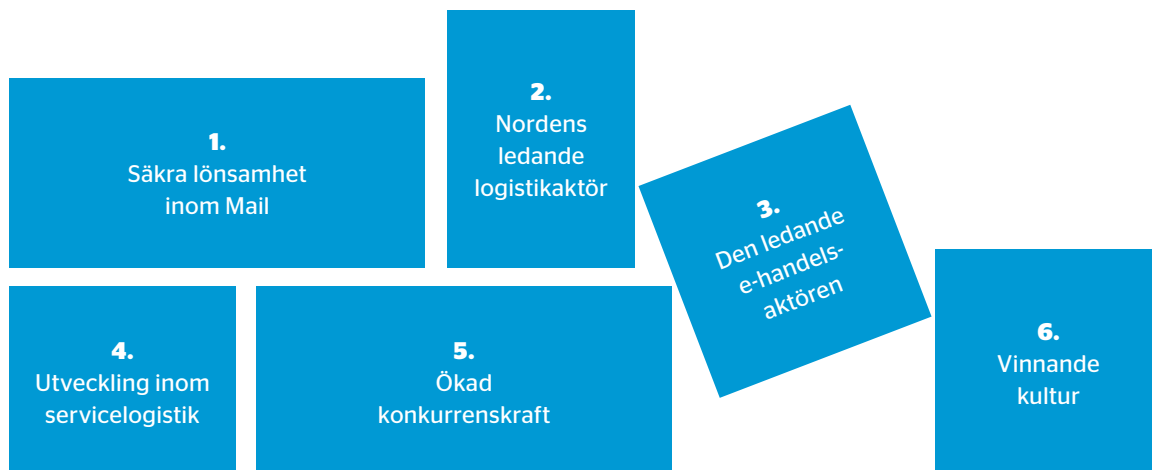 1.
Säkra lönsamhet
inom Mail
2.
Nordens
ledande
logistikaktör
3.
Den ledande
e-handels-
aktören
4.
Utveckling inom
servicelogistik
5.
Ökad
konkurrenskraft
6.
Vinnande
kultur